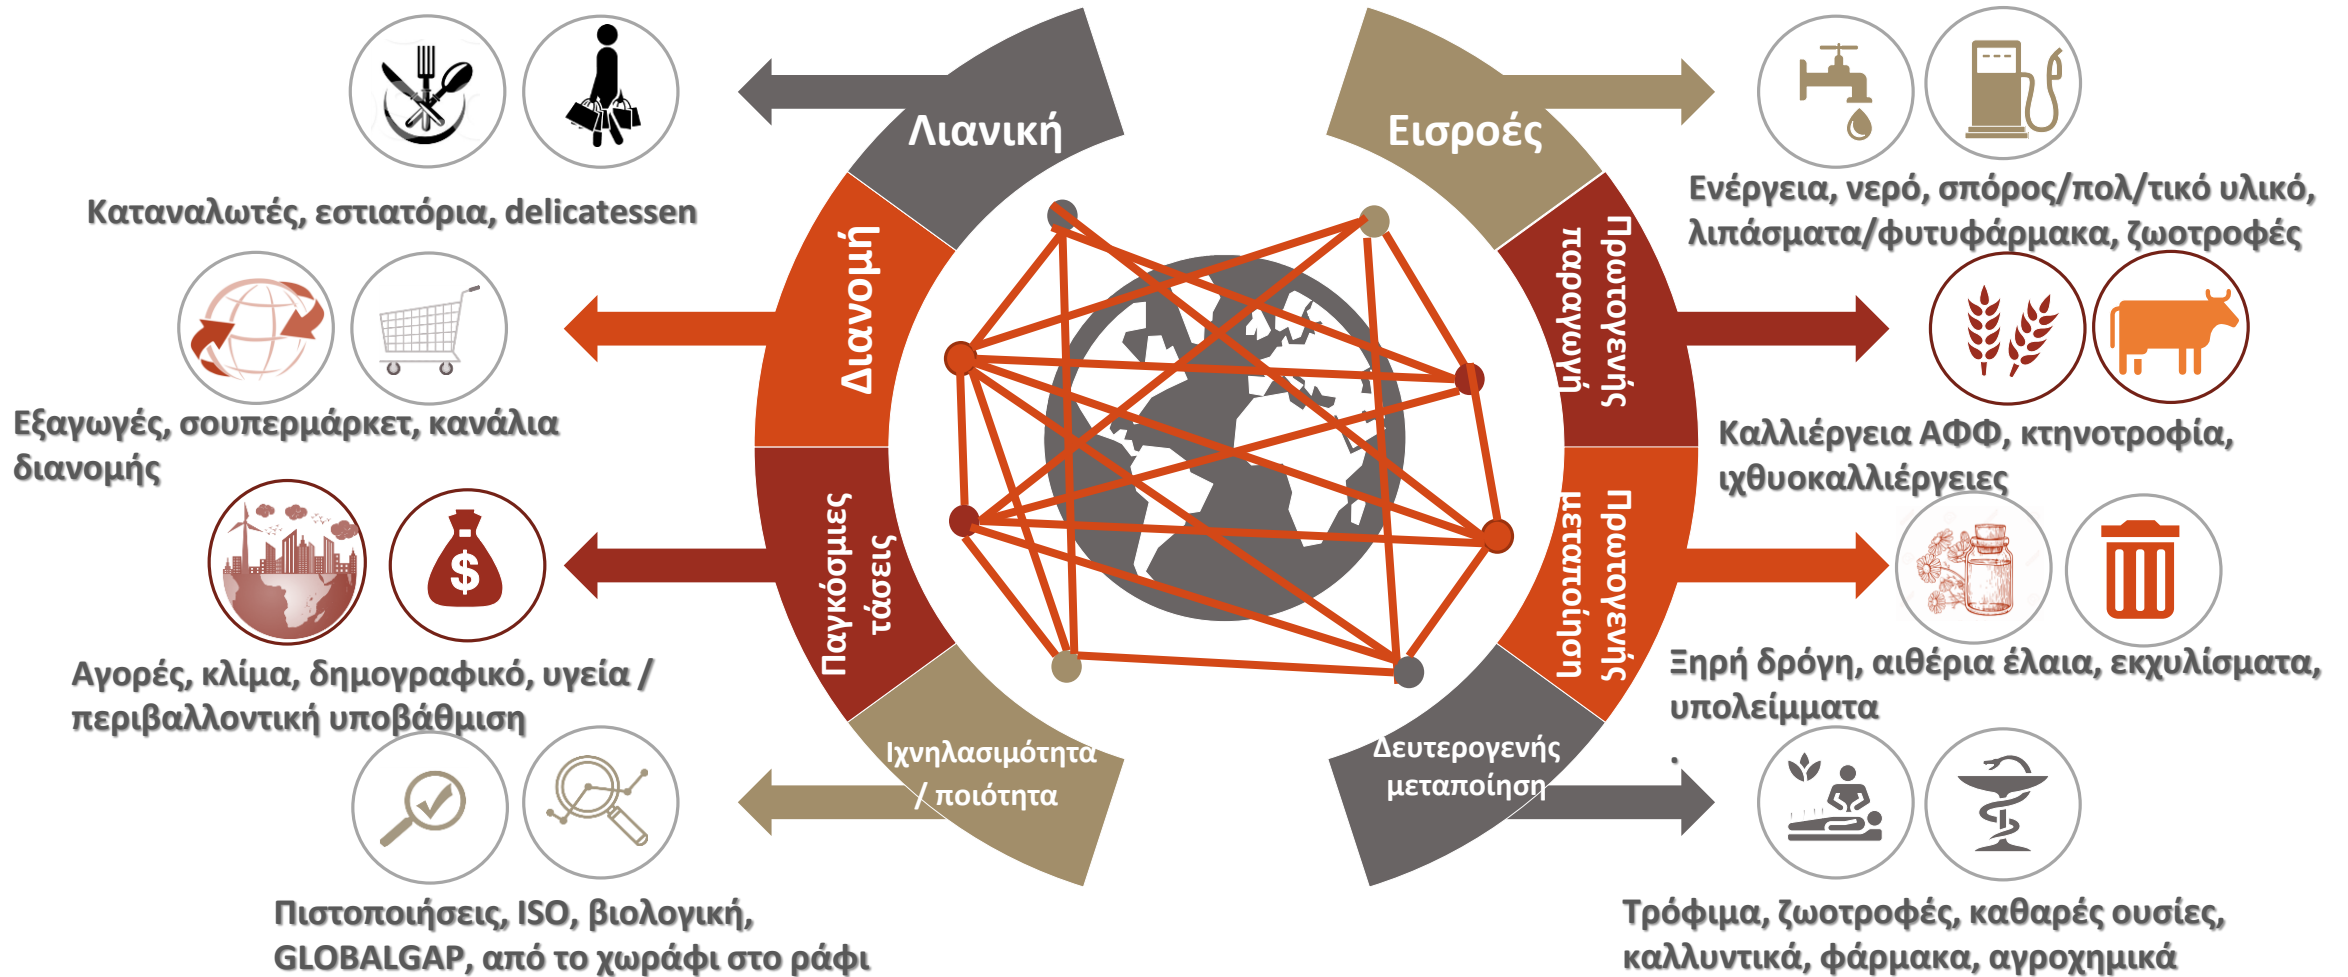 Λιανική
Καταναλωτές, εστιατόρια, delicatessen
Διανομή
Εξαγωγές, σουπερμάρκετ, κανάλια
διανομής
Παγκόσμιες
τάσεις
$
Αγορές, κλίμα, δημογραφικό, υγεία /
περιβαλλοντική υποβάθμιση
Ιχνηλασιμότητα
/ ποιότητα
Πιστοποιήσεις, ISO, βιολογική,
GLOBALGAP, από το χωράφι στο ράφι
Εισροές
Ενέργεια, νερό, σπόρος/πολ/τικό υλικό,
λιπάσματα/φυτυφάρμακα, ζωοτροφές
Πρωτογενής
παραγωγή
Καλλιέργεια ΑΦΦ, κτηνοτροφία,
ιχθυοκαλλιέργειες
Πρωτογενής
μεταποίηση
Ξηρή δρόγη, αιθέρια έλαια, εκχυλίσματα,
υπολείμματα
.
Δευτερογενής
μεταποίηση
Τρόφιμα, ζωοτροφές, καθαρές ουσίες,
καλλυντικά, φάρμακα, αγροχημικά